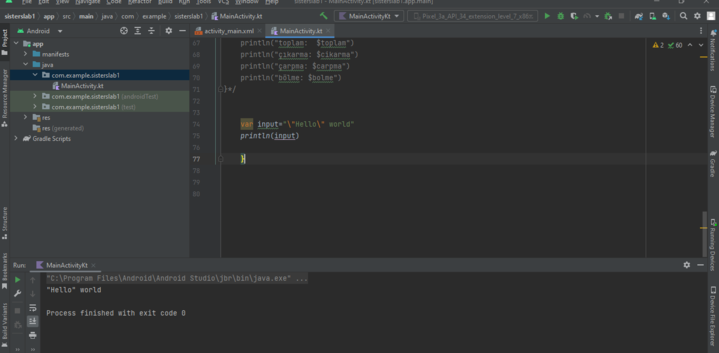 File Edit View Navigate Code Refactor Build Run Tools VCS Window Help sisterslab1 - MainActivity.kt [sisterslab1.app.main]
sisterslab1 app src main java com example sisterslab1 MainActivity.kt MainActivityKt Pixel_3a_API_34_extension_level_7_x86
Android activity_main.xml MainActivity.kt
Project
Resource Manager
Structure
Bookmarks
Build Variants
app
manifests
java
com.example.sisterslab1
MainActivity.kt
com.example.sisterslab1 (androidTest)
com.example.sisterslab1 (test)
res
res (generated)
Gradle Scripts
67 println("toplam: $toplam")
68 println("çıkarma: $cikarma")
69 println("çarpma: $carpma")
70 println("bölme: $bolme")
71 }*/
72
73
74 var input="\"Hello\" world"
75 println(input)
76
77 }
78
79
80
2 60
Notifications
Device Manager
Gradle
Running Devices
Device File Explorer
Run: MainActivityKt
"C:\Program Files\Android\Android Studio\jbr\bin\java.exe" ...
"Hello" world
Process finished with exit code 0